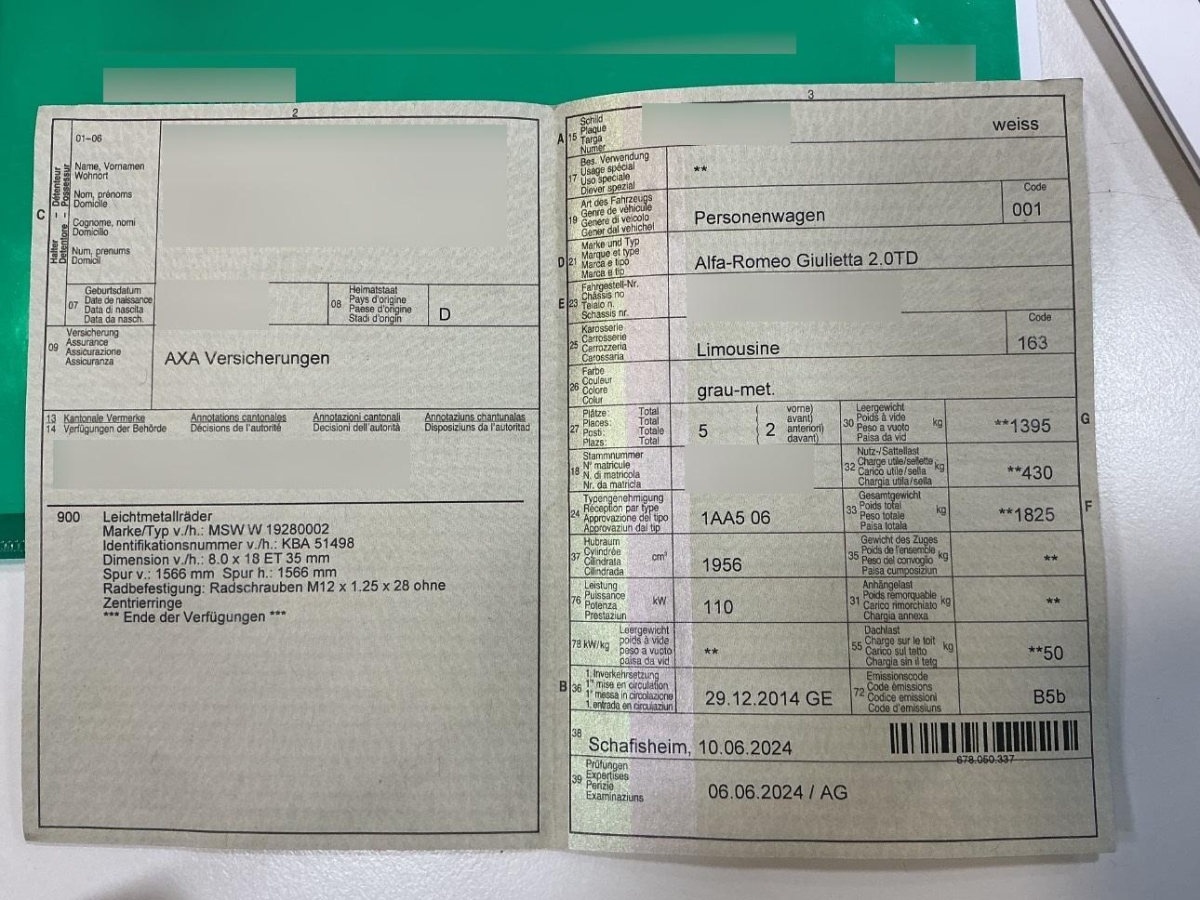 2
C
Halter - Détenteur
Detentore - Possessur
01-06
Name, Vornamen
Wohnort
Nom, prénoms
Domicile
Cognome, nomi
Domicilio
Num, prenums
Domicil
07
Geburtsdatum
Date de naissance
Data di nascita
Data da nasch.
08
Heimatstaat
Pays d'origine
Paese d'origine
Stadi d'origin
D
09
Versicherung
Assurance
Assicurazione
Assicuranza
AXA Versicherungen
13 Kantonale Vermerke Annotations cantonales Annotazioni cantonali Annotaziuns chantunalas
14 Verfügungen der Behörde Décisions de l'autorité Decisioni dell'autorità Disposiziuns da l'autoritad
900 Leichtmetallräder
Marke/Typ v./h.: MSW W 19280002
Identifikationsnummer v./h.: KBA 51498
Dimension v./h.: 8.0 x 18 ET 35 mm
Spur v.: 1566 mm Spur h.: 1566 mm
Radbefestigung: Radschrauben M12 x 1.25 x 28 ohne
Zentrierringe
*** Ende der Verfügungen ***
3
A 15
Schild
Plaque
Targa
Numer
weiss
17
Bes. Verwendung
Usage spécial
Uso speciale
Diever spezial
**
19
Art des Fahrzeugs
Genre de véhicule
Genere di veicolo
Gener dal vehichel
Personenwagen
Code
001
D 21
Marke und Typ
Marque et type
Marca e tipo
Marca e tip
Alfa-Romeo Giulietta 2.0TD
E 23
Fahrgestell-Nr.
Châssis no
Telaio n.
Schassis nr.
25
Karosserie
Carrosserie
Carrozzeria
Carossaria
Limousine
Code
163
26
Farbe
Couleur
Colore
Colur
grau-met.
27
Plätze: Total
Places: Total
Posti: Totale
Plazs: Total
5
2
vorne)
avant)
anteriori)
davant)
30
Leergewicht
Poids à vide
Peso a vuoto
Paisa da vid
kg
**1395
G
18
Stammnummer
N° matricule
N. di matricola
Nr. da matricla
32
Nutz-/Sattellast
Charge utile/sellette
Carico utile/sella
Chargia utila/sella
kg
**430
24
Typengenehmigung
Réception par type
Approvazione del tipo
Approvaziun dal tip
1AA5 06
33
Gesamtgewicht
Poids total
Peso totale
Paisa totala
kg
**1825
F
37
Hubraum
Cylindrée
Cilindrata
Cilindrada
cm³
1956
35
Gewicht des Zuges
Poids de l'ensemble
Peso del convoglio
Paisa cumposiziun
kg
**
76
Leistung
Puissance
Potenza
Prestaziun
kW
110
31
Anhängelast
Poids remorquable
Carico rimorchiato
Chargia annexa
kg
**
78 kW/kg
Leergewicht
poids à vide
peso a vuoto
paisa da vid
**
55
Dachlast
Charge sur le toit
Carico sul tetto
Chargia sin il tetg
kg
**50
B 36
1. Inverkehrsetzung
1re mise en circulation
1a messa in circolazione
1. entrada en circulaziun
29.12.2014 GE
72
Emissionscode
Code émissions
Codice emissioni
Code d'emissiuns
B5b
38
Schafisheim, 10.06.2024
678.060.337
39
Prüfungen
Expertises
Perizie
Examinaziuns
06.06.2024 / AG